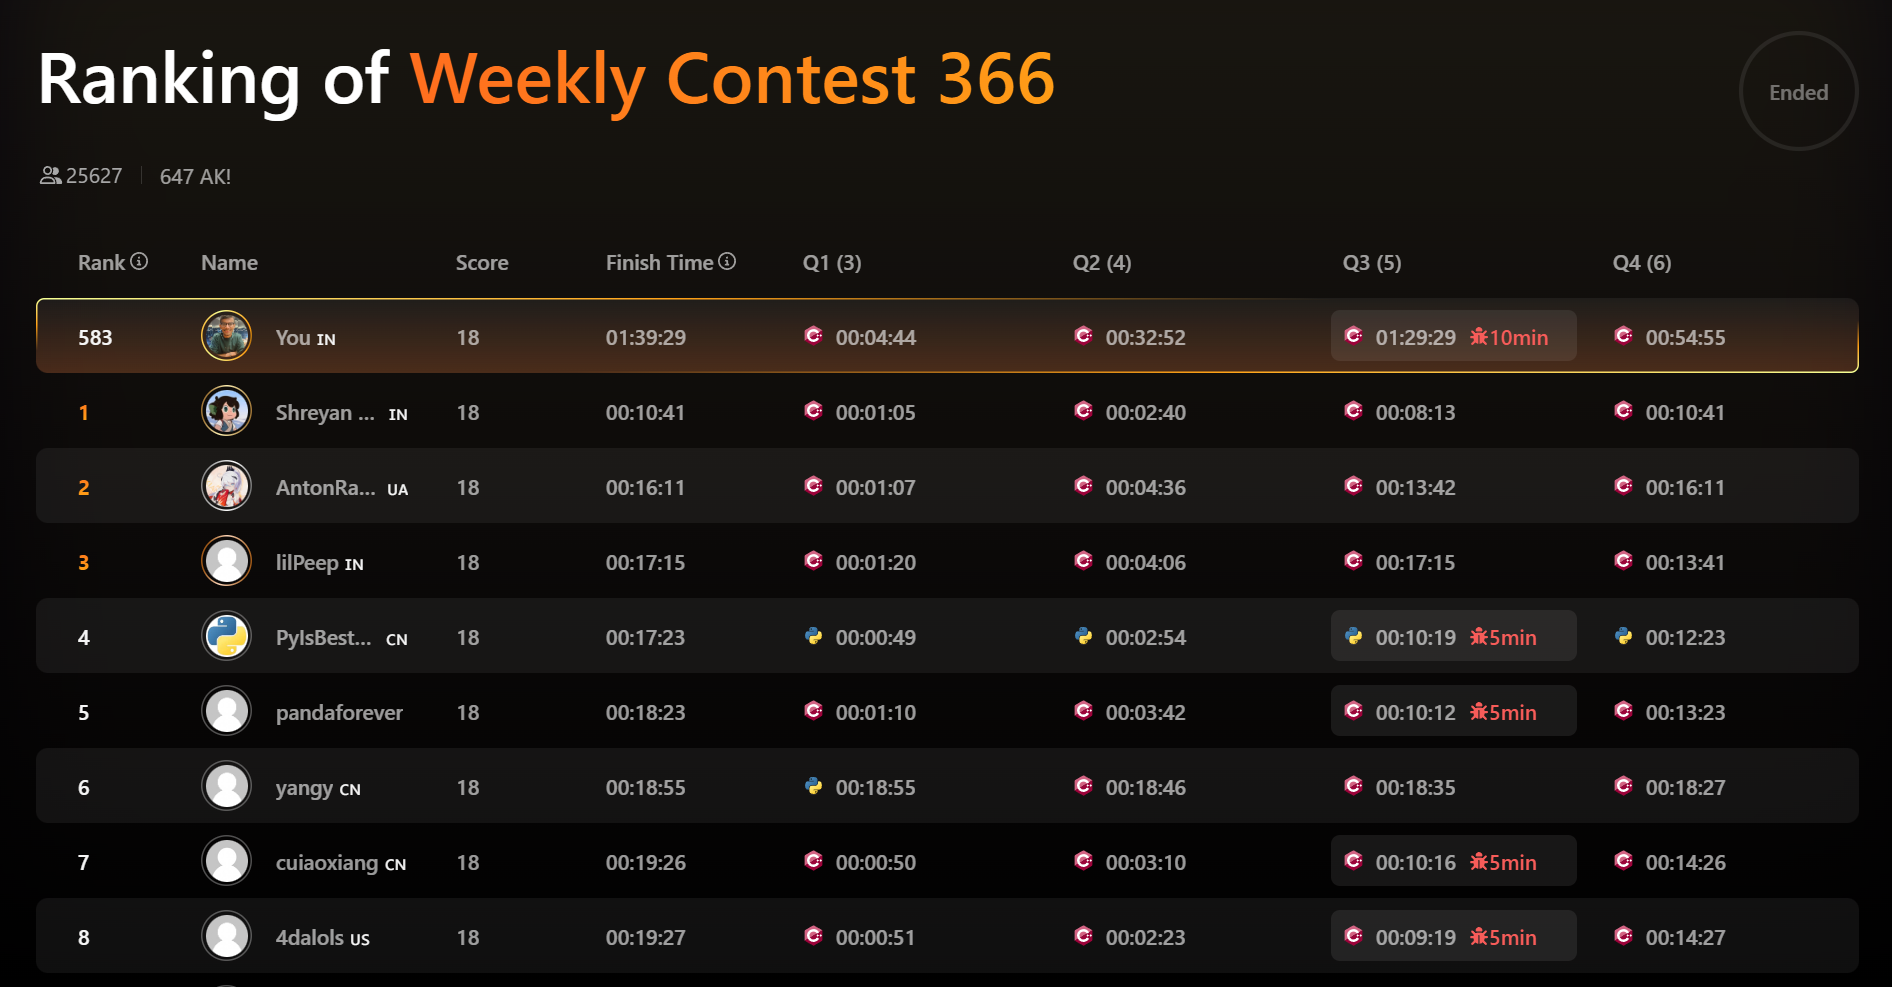 Ranking of Weekly Contest 366
Ended
25627 647 AK!
Rank Name Score Finish Time Q1 (3) Q2 (4) Q3 (5) Q4 (6)
583 You IN 18 01:39:29 00:04:44 00:32:52 01:29:29 10min 00:54:55
1 Shreyan ... IN 18 00:10:41 00:01:05 00:02:40 00:08:13 00:10:41
2 AntonRa... UA 18 00:16:11 00:01:07 00:04:36 00:13:42 00:16:11
3 lilPeep IN 18 00:17:15 00:01:20 00:04:06 00:17:15 00:13:41
4 PyIsBest... CN 18 00:17:23 00:00:49 00:02:54 00:10:19 5min 00:12:23
5 pandaforever 18 00:18:23 00:01:10 00:03:42 00:10:12 5min 00:13:23
6 yangy CN 18 00:18:55 00:18:55 00:18:46 00:18:35 00:18:27
7 cuiaoxiang CN 18 00:19:26 00:00:50 00:03:10 00:10:16 5min 00:14:26
8 4dalols US 18 00:19:27 00:00:51 00:02:23 00:09:19 5min 00:14:27